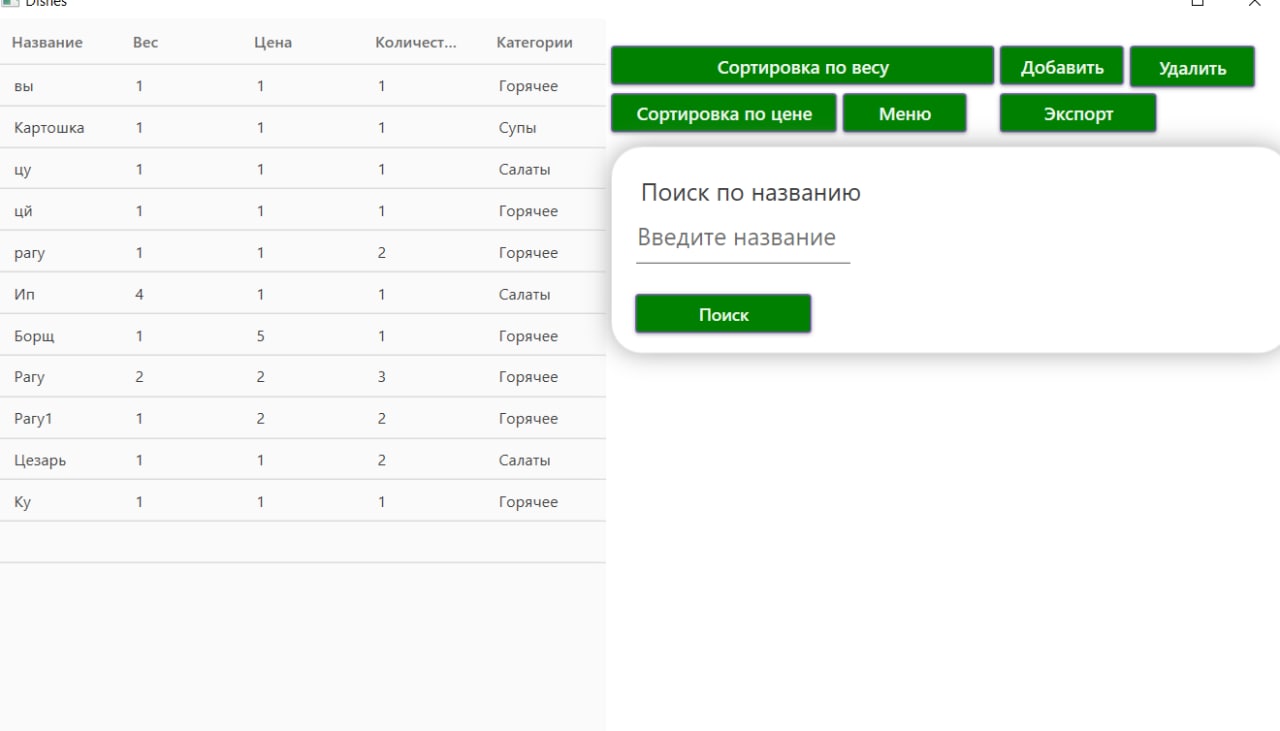 Dishes
Название Вес Цена Количест... Категории
вы 1 1 1 Горячее
Картошка 1 1 1 Супы
цу 1 1 1 Салаты
цй 1 1 1 Горячее
рагу 1 1 2 Горячее
Ип 4 1 1 Салаты
Борщ 1 5 1 Горячее
Рагу 2 2 3 Горячее
Рагу1 1 2 2 Горячее
Цезарь 1 1 2 Салаты
Ку 1 1 1 Горячее
Сортировка по весу Добавить Удалить
Сортировка по цене Меню Экспорт
Поиск по названию
Введите название
Поиск